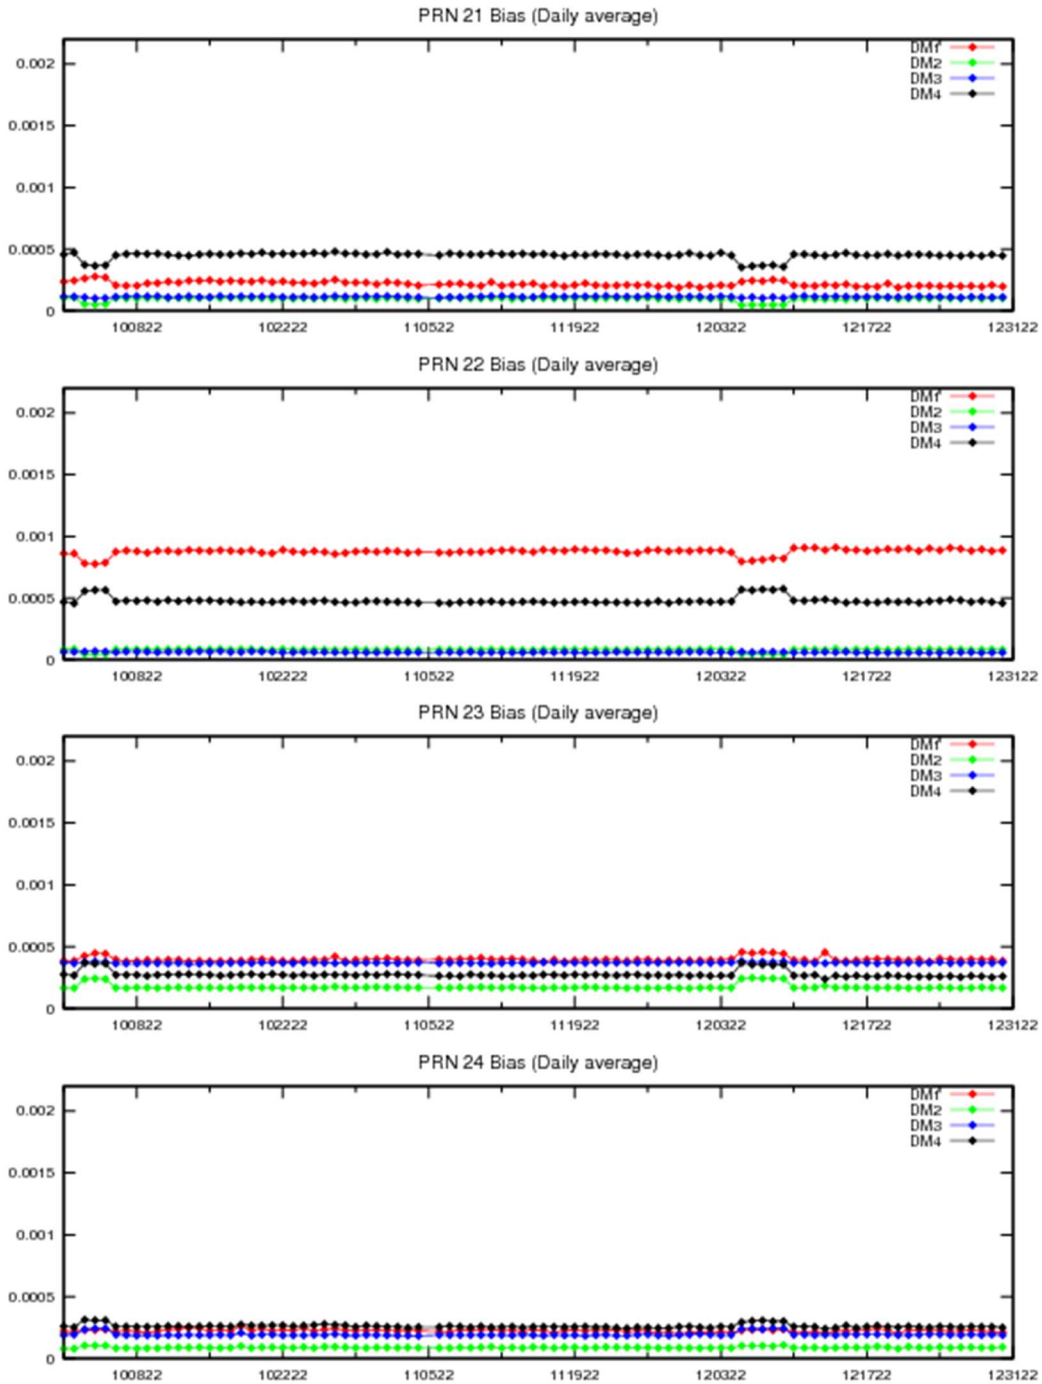 PRN 21 Bias (Daily average)
DM1
0.002
DM2
DM3
DM4
0.0015
0.001
0.0005
0
100822 102222 110522 111922 120322 121722 123122
PRN 22 Bias (Daily average)
DM1
0.002
DM2
DM3
DM4
0.0015
0.001
0.0005
0
100822 102222 110522 111922 120322 121722 123122
PRN 23 Bias (Daily average)
DM1
0.002
DM2
DM3
DM4
0.0015
0.001
0.0005
0
100822 102222 110522 111922 120322 121722 123122
PRN 24 Bias (Daily average)
DM1
0.002
DM2
DM3
DM4
0.0015
0.001
0.0005
0
100822 102222 110522 111922 120322 121722 123122